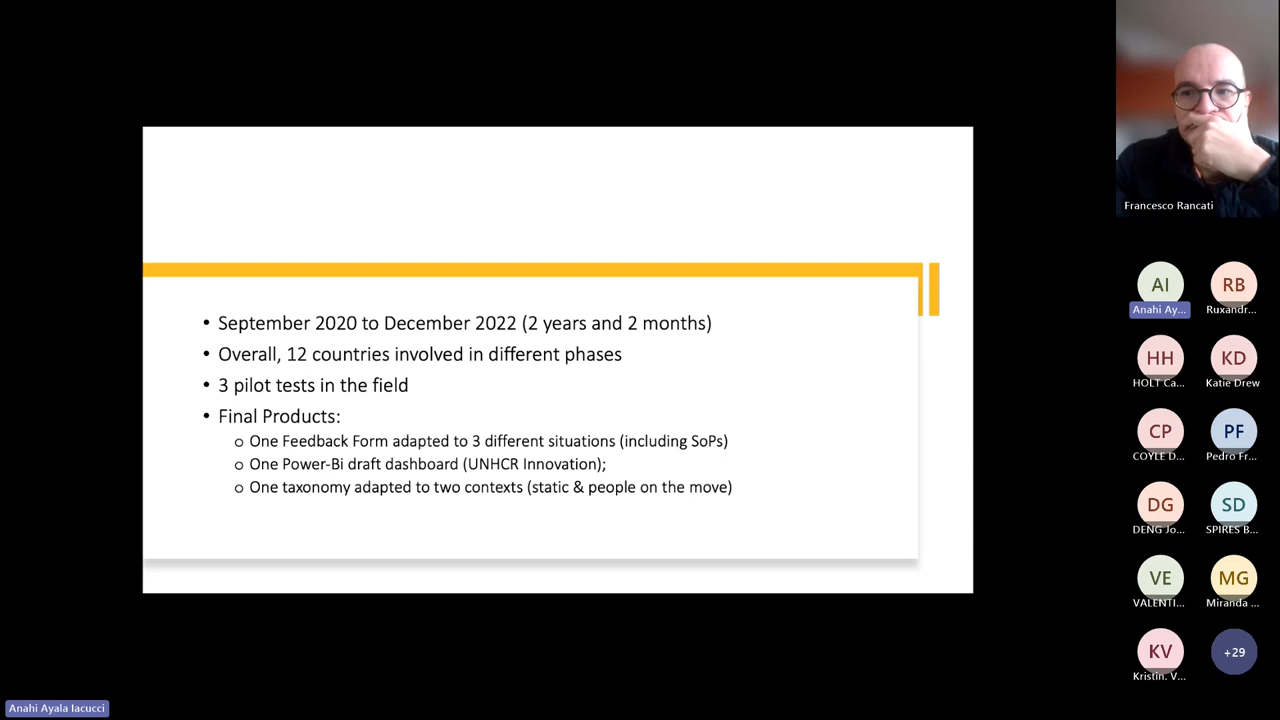 • September 2020 to December 2022 (2 years and 2 months)
• Overall, 12 countries involved in different phases
• 3 pilot tests in the field
• Final Products:
o One Feedback Form adapted to 3 different situations (including SoPs)
o One Power-Bi draft dashboard (UNHCR Innovation);
o One taxonomy adapted to two contexts (static & people on the move)
Francesco Rancati
AI
RB
Anahi Ay...
Ruxandr...
HH
KD
HOLT Ca...
Katie Drew
CP
PF
COYLE D...
Pedro Fr...
DG
SD
DENG Jo...
SPIRES B...
VE
MG
VALENTI...
Miranda ...
KV
+29
Kristin. V...
Anahi Ayala Iacucci